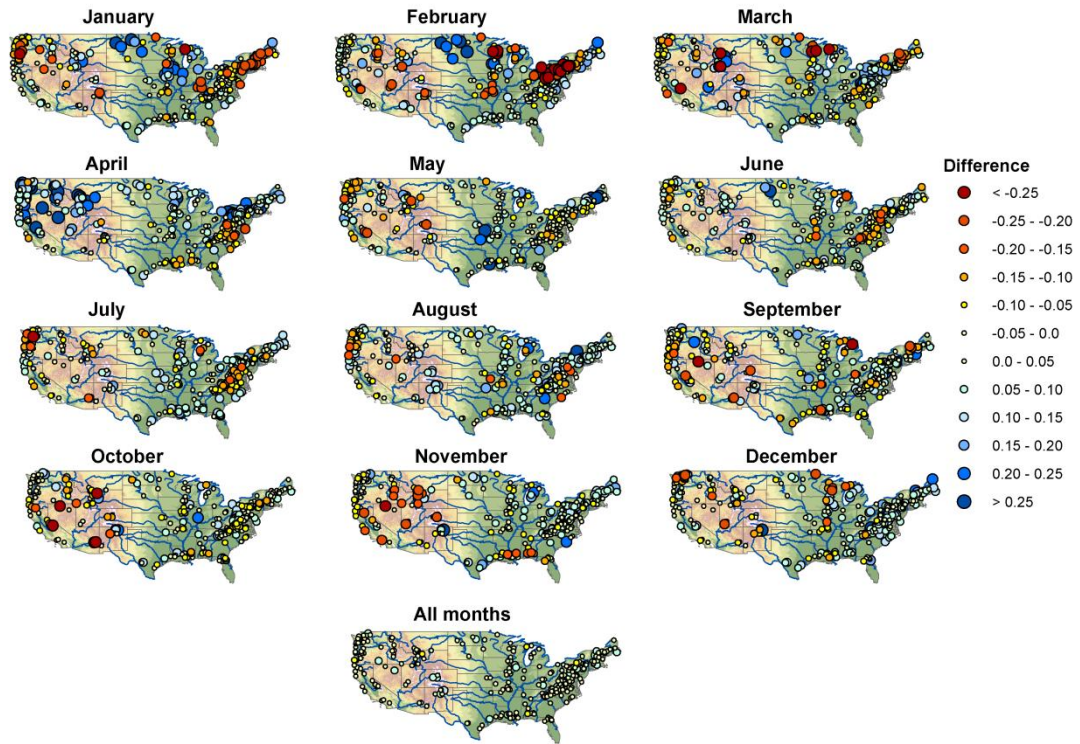 January
February
March
April
May
June
Difference
< -0.25
-0.25 - -0.20
-0.20 - -0.15
-0.15 - -0.10
-0.10 - -0.05
-0.05 - 0.0
0.0 - 0.05
0.05 - 0.10
0.10 - 0.15
0.15 - 0.20
0.20 - 0.25
> 0.25
July
August
September
October
November
December
All months